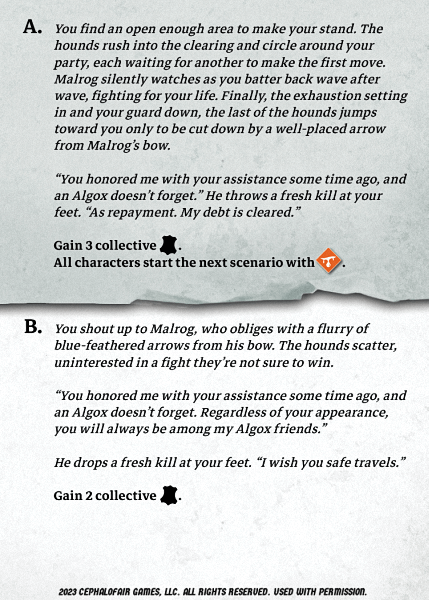 A. You find an open enough area to make your stand. The
hounds rush into the clearing and circle around your
party, each waiting for another to make the first move.
Malrog silently watches as you batter back wave after
wave, fighting for your life. Finally, the exhaustion setting
in and your guard down, the last of the hounds jumps
toward you only to be cut down by a well-placed arrow
from Malrog's bow.
“You honored me with your assistance some time ago, and
an Algox doesn't forget.” He throws a fresh kill at your
feet. “As repayment. My debt is cleared.”
Gain 3 collective .
All characters start the next scenario with .
B. You shout up to Malrog, who obliges with a flurry of
blue-feathered arrows from his bow. The hounds scatter,
uninterested in a fight they're not sure to win.
“You honored me with your assistance some time ago, and
an Algox doesn't forget. Regardless of your appearance,
you will always be among my Algox friends.”
He drops a fresh kill at your feet. “I wish you safe travels.”
Gain 2 collective .
2023 CEPHALOFAIR GAMES, LLC. ALL RIGHTS RESERVED. USED WITH PERMISSION.